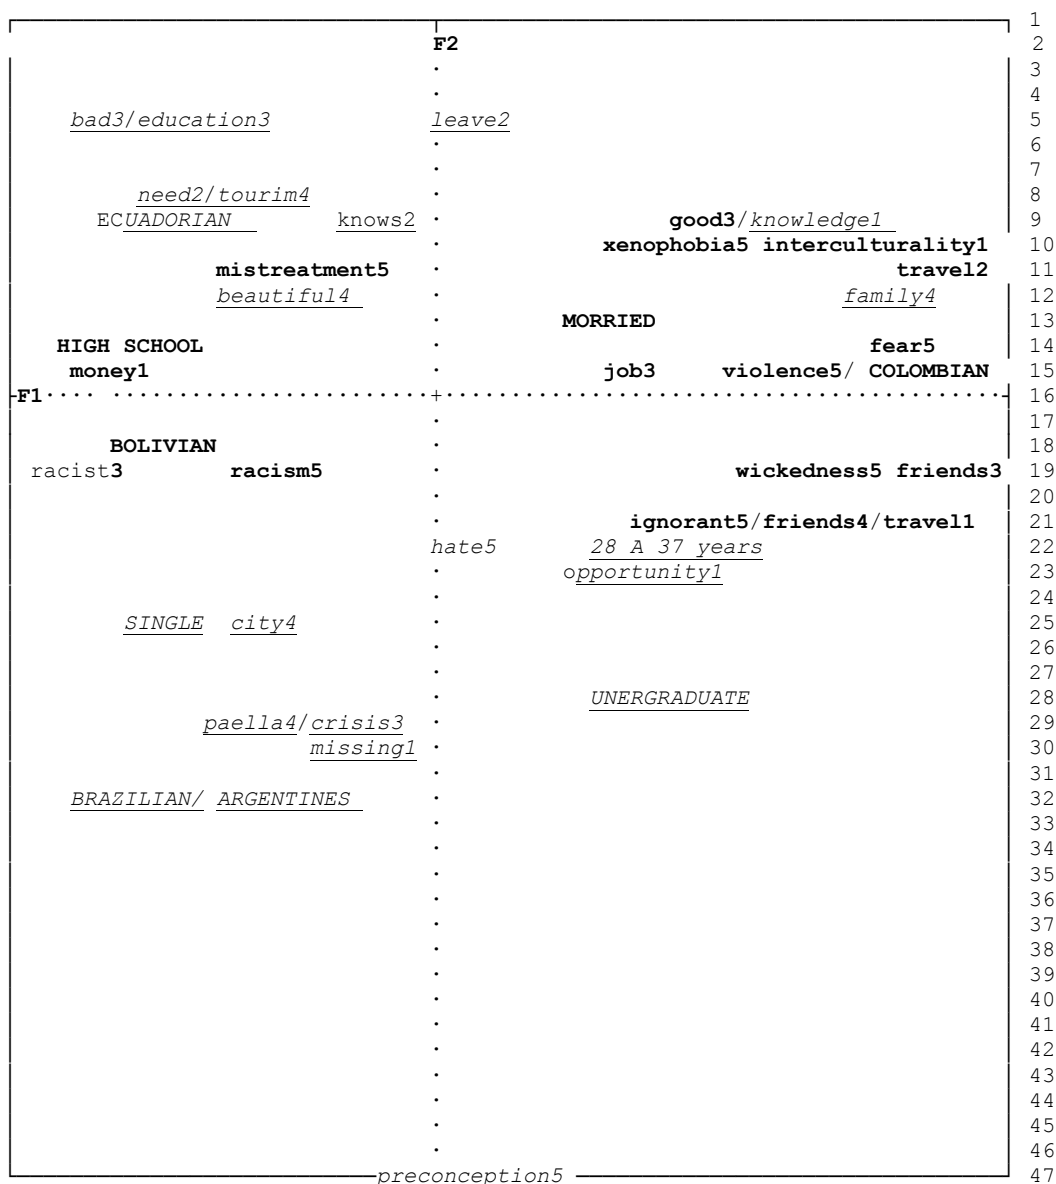 1
F2 2
3
4
bad3/education3 leave2 5
6
7
need2/tourim4 8
ECUADORIAN knows2 good3/knowledge1 9
xenophobia5 interculturality1 10
mistreatment5 travel2 11
beautiful4 family4 12
MORRIED 13
HIGH SCHOOL fear5 14
money1 job3 violence5/ COLOMBIAN 15
F1 + 16
17
BOLIVIAN 18
racist3 racism5 wickedness5 friends3 19
20
ignorant5/friends4/travel1 21
hate5 28 A 37 years 22
opportunity1 23
24
SINGLE city4 25
26
27
UNERGRADUATE 28
paella4/crisis3 29
missing1 30
31
BRAZILIAN/ ARGENTINES 32
33
34
35
36
37
38
39
40
41
42
43
44
45
46
preconception5 47